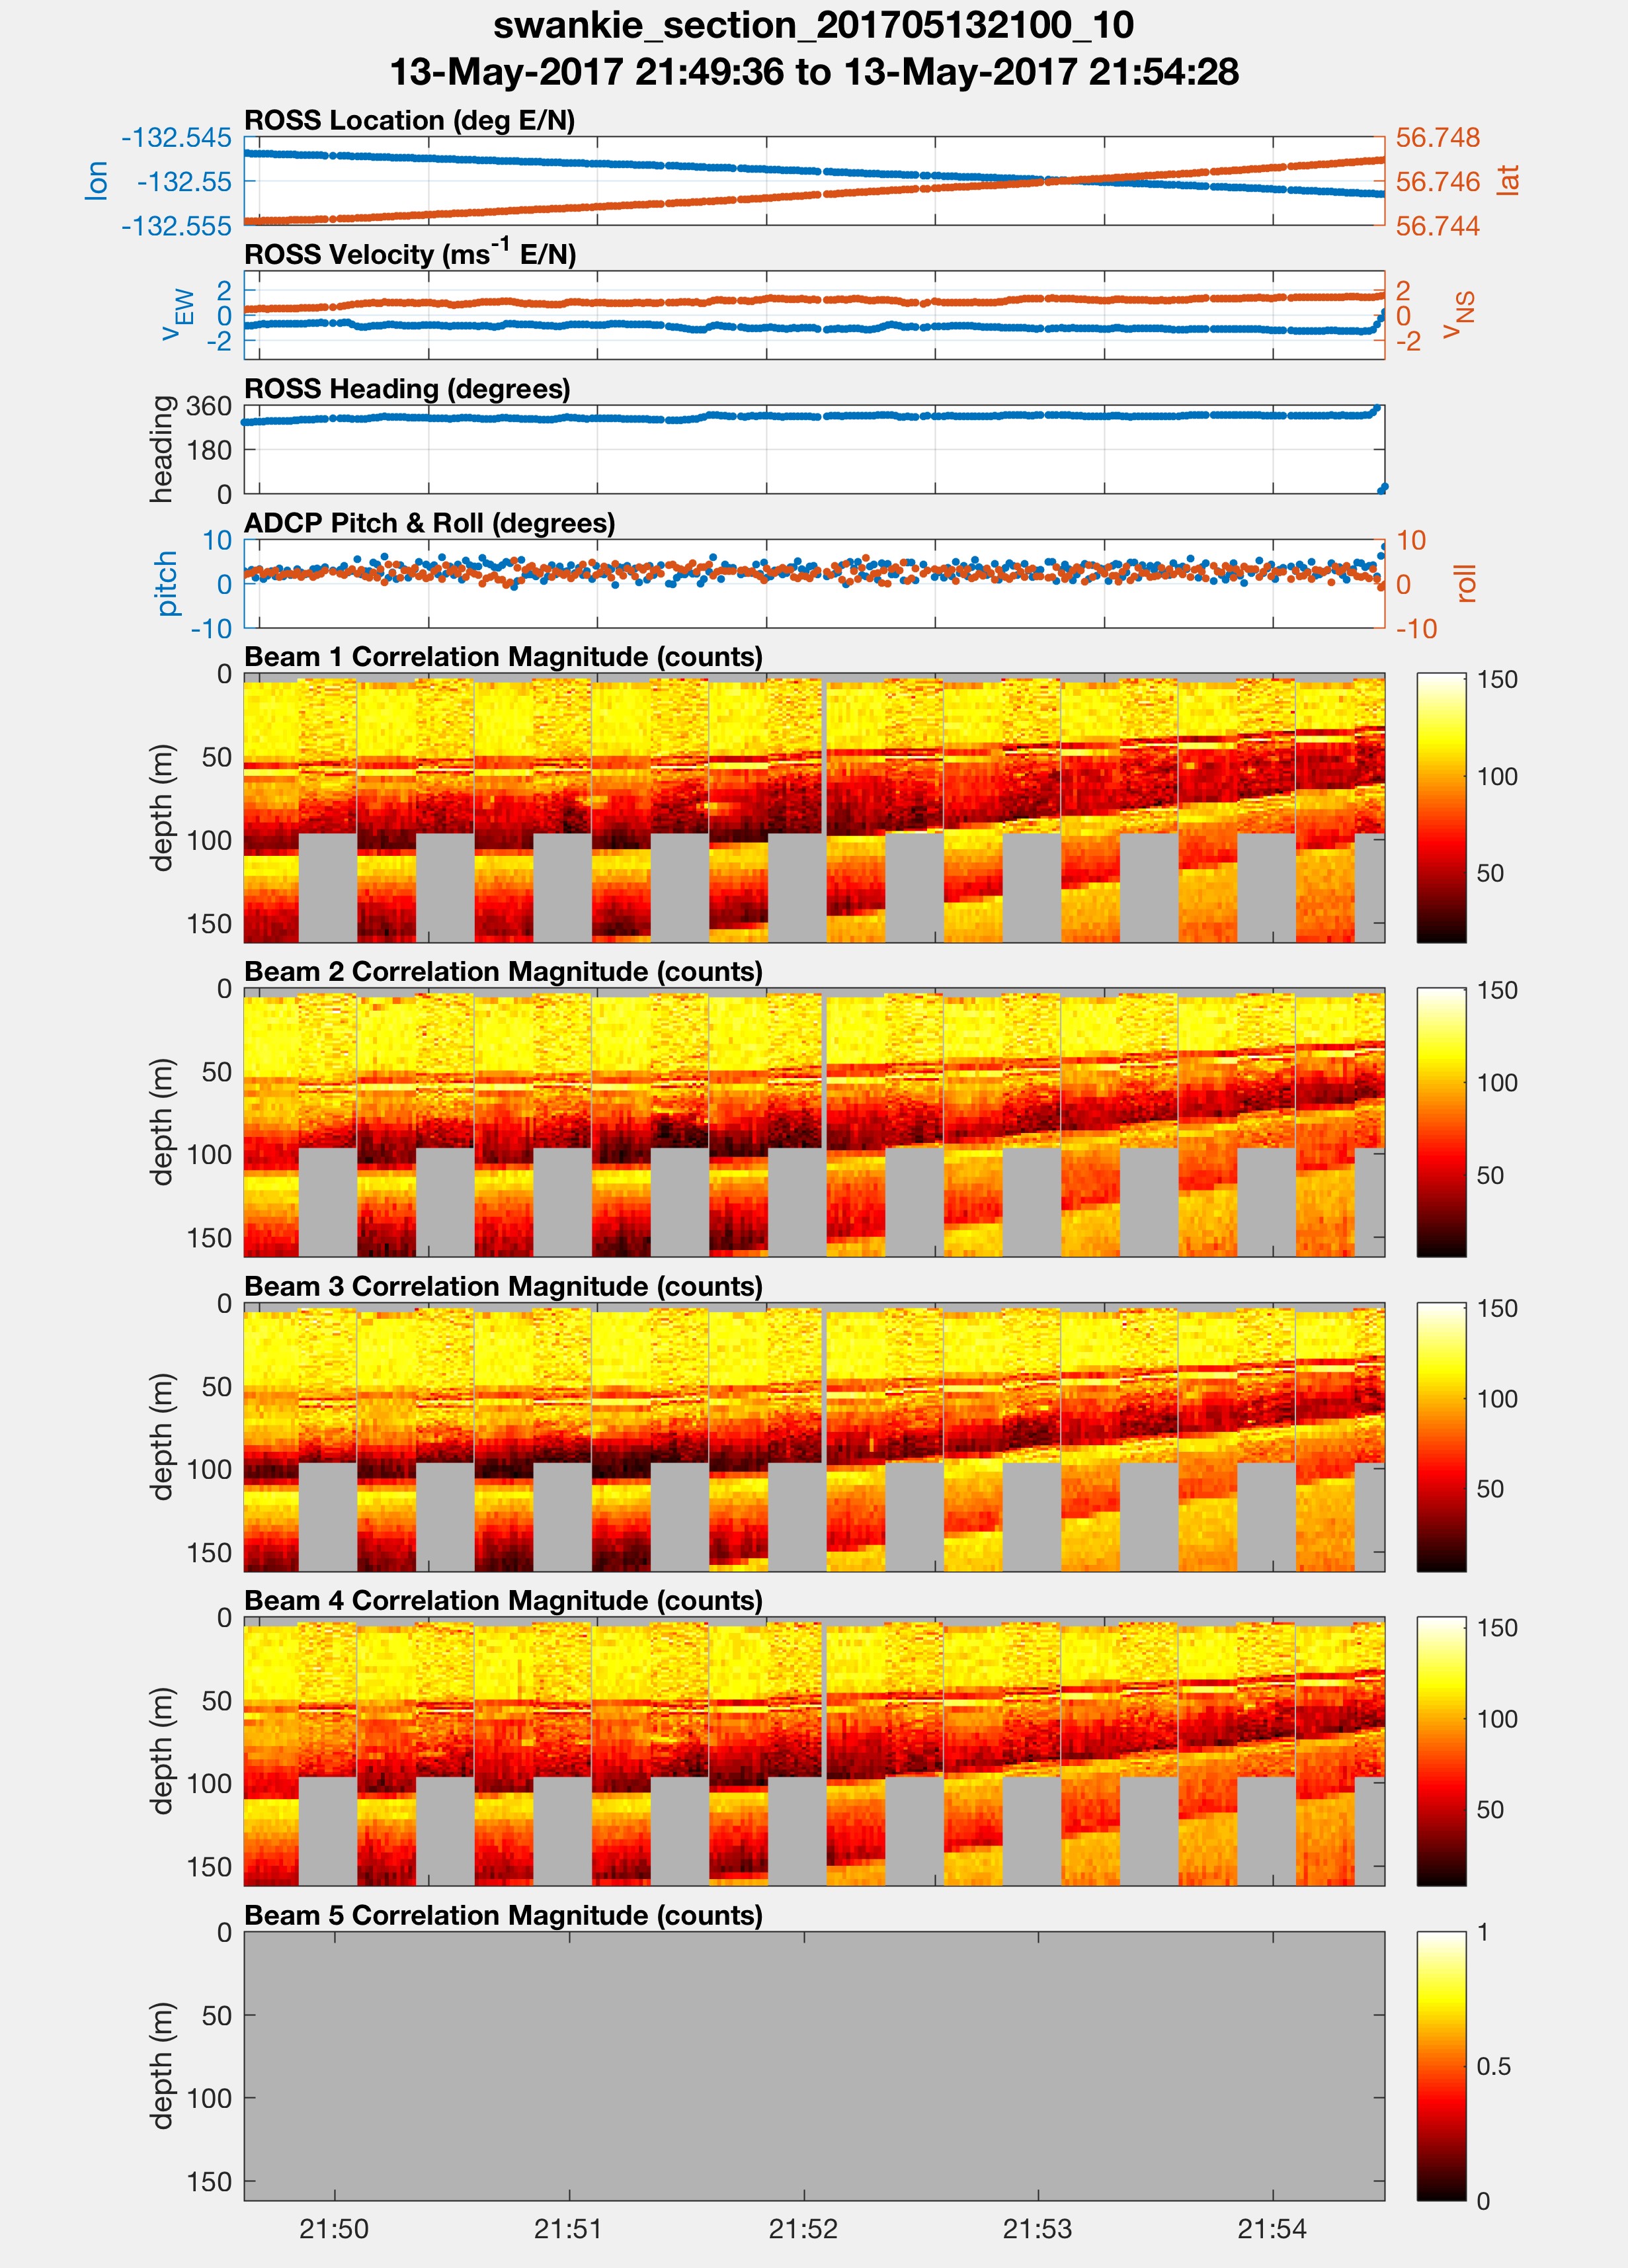 swankie_section_201705132100_10
13-May-2017 21:49:36 to 13-May-2017 21:54:28
ROSS Location (deg E/N)
-132.545
-132.55
-132.555
lon
56.748
56.746
56.744
lat
ROSS Velocity (ms-1 E/N)
2
0
-2
vEW
2
0
-2
vNS
ROSS Heading (degrees)
360
180
0
heading
ADCP Pitch & Roll (degrees)
10
0
-10
pitch
10
0
-10
roll
Beam 1 Correlation Magnitude (counts)
0
50
100
150
depth (m)
150
100
50
Beam 2 Correlation Magnitude (counts)
0
50
100
150
depth (m)
150
100
50
Beam 3 Correlation Magnitude (counts)
0
50
100
150
depth (m)
150
100
50
Beam 4 Correlation Magnitude (counts)
0
50
100
150
depth (m)
150
100
50
Beam 5 Correlation Magnitude (counts)
0
50
100
150
depth (m)
1
0.5
0
21:50 21:51 21:52 21:53 21:54